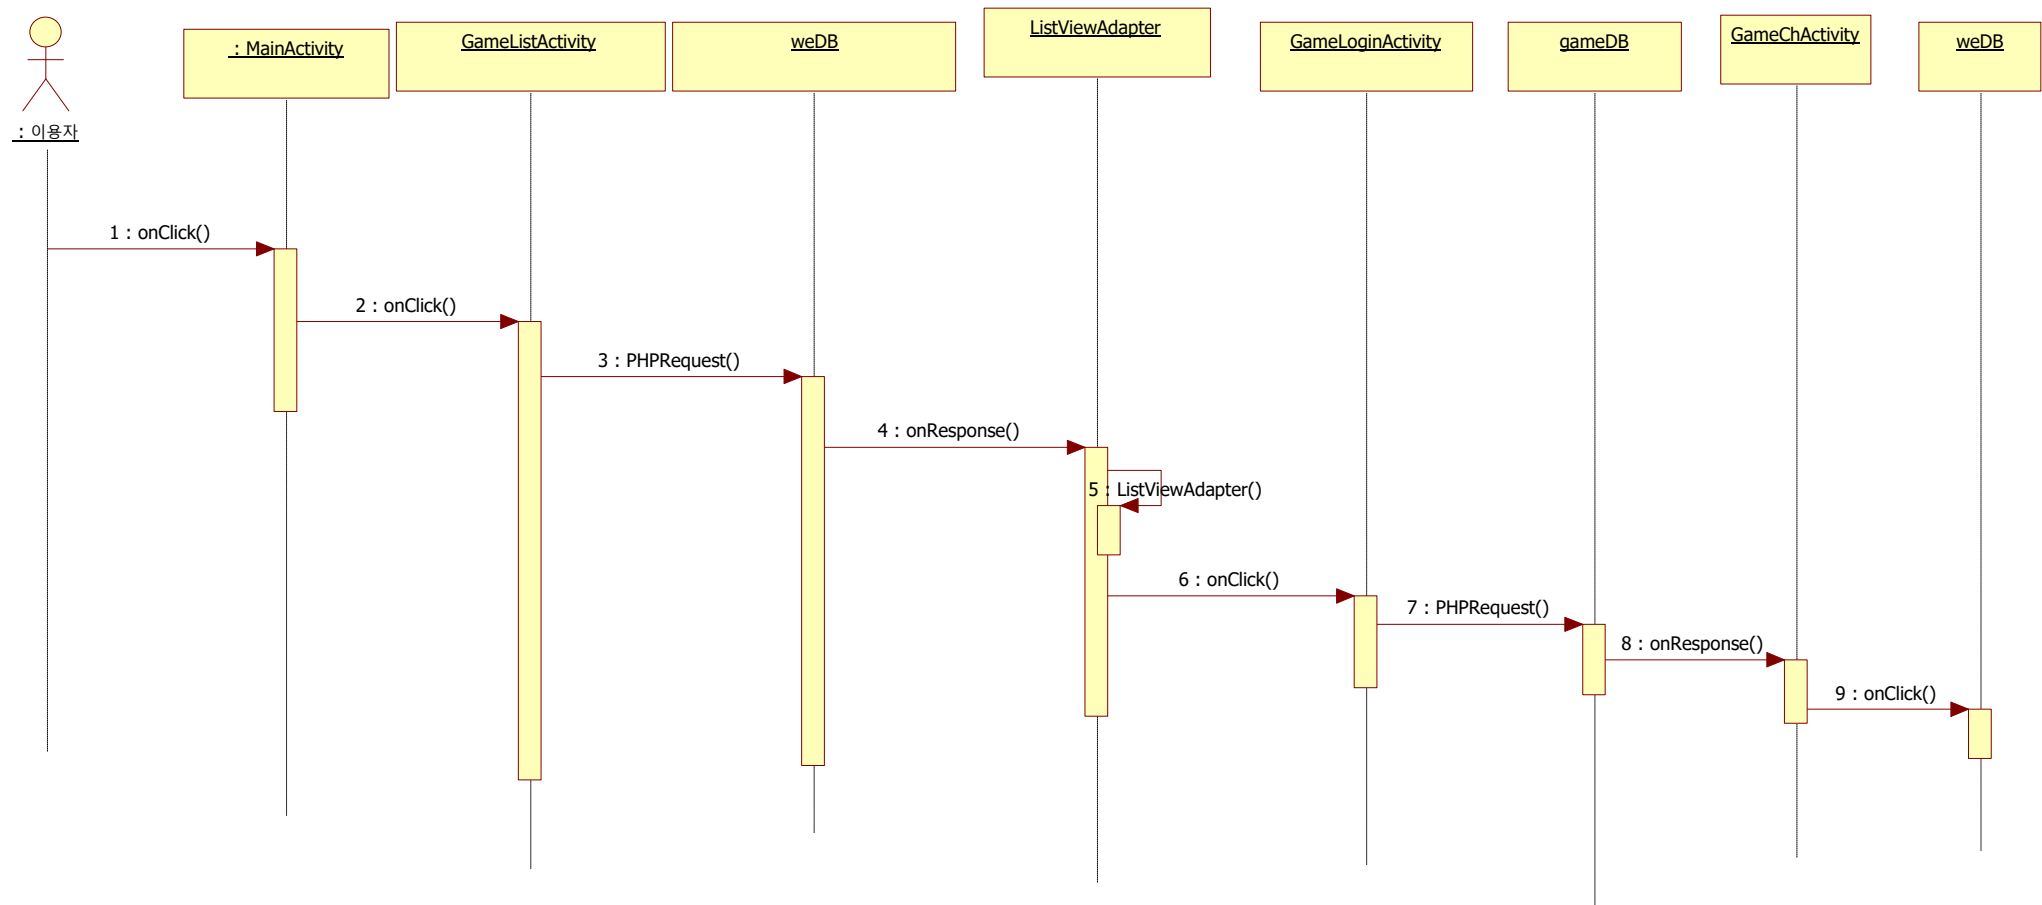 : MainActivity
GameListActivity
weDB
ListViewAdapter
GameLoginActivity
gameDB
GameChActivity
weDB
: 이용자
1 : onClick()
2 : onClick()
3 : PHPRequest()
4 : onResponse()
5 : ListViewAdapter()
6 : onClick()
7 : PHPRequest()
8 : onResponse()
9 : onClick()